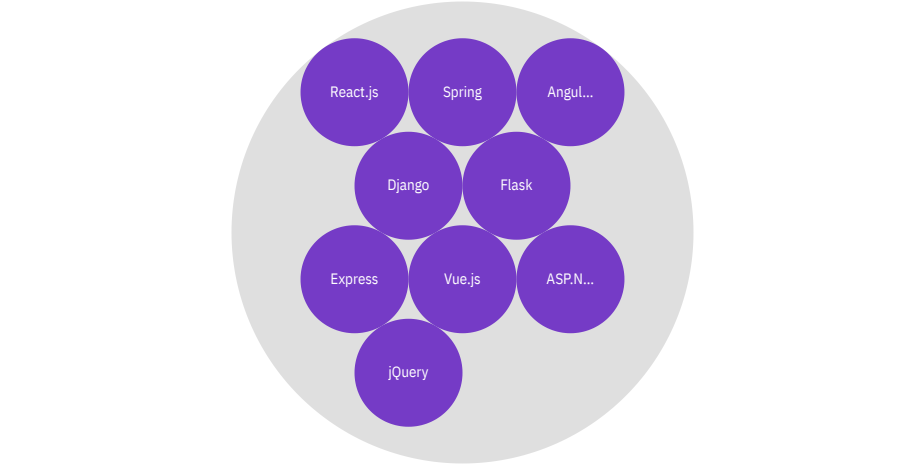 React.js
Spring
Angul...
Django
Flask
Express
Vue.js
ASP.N...
jQuery